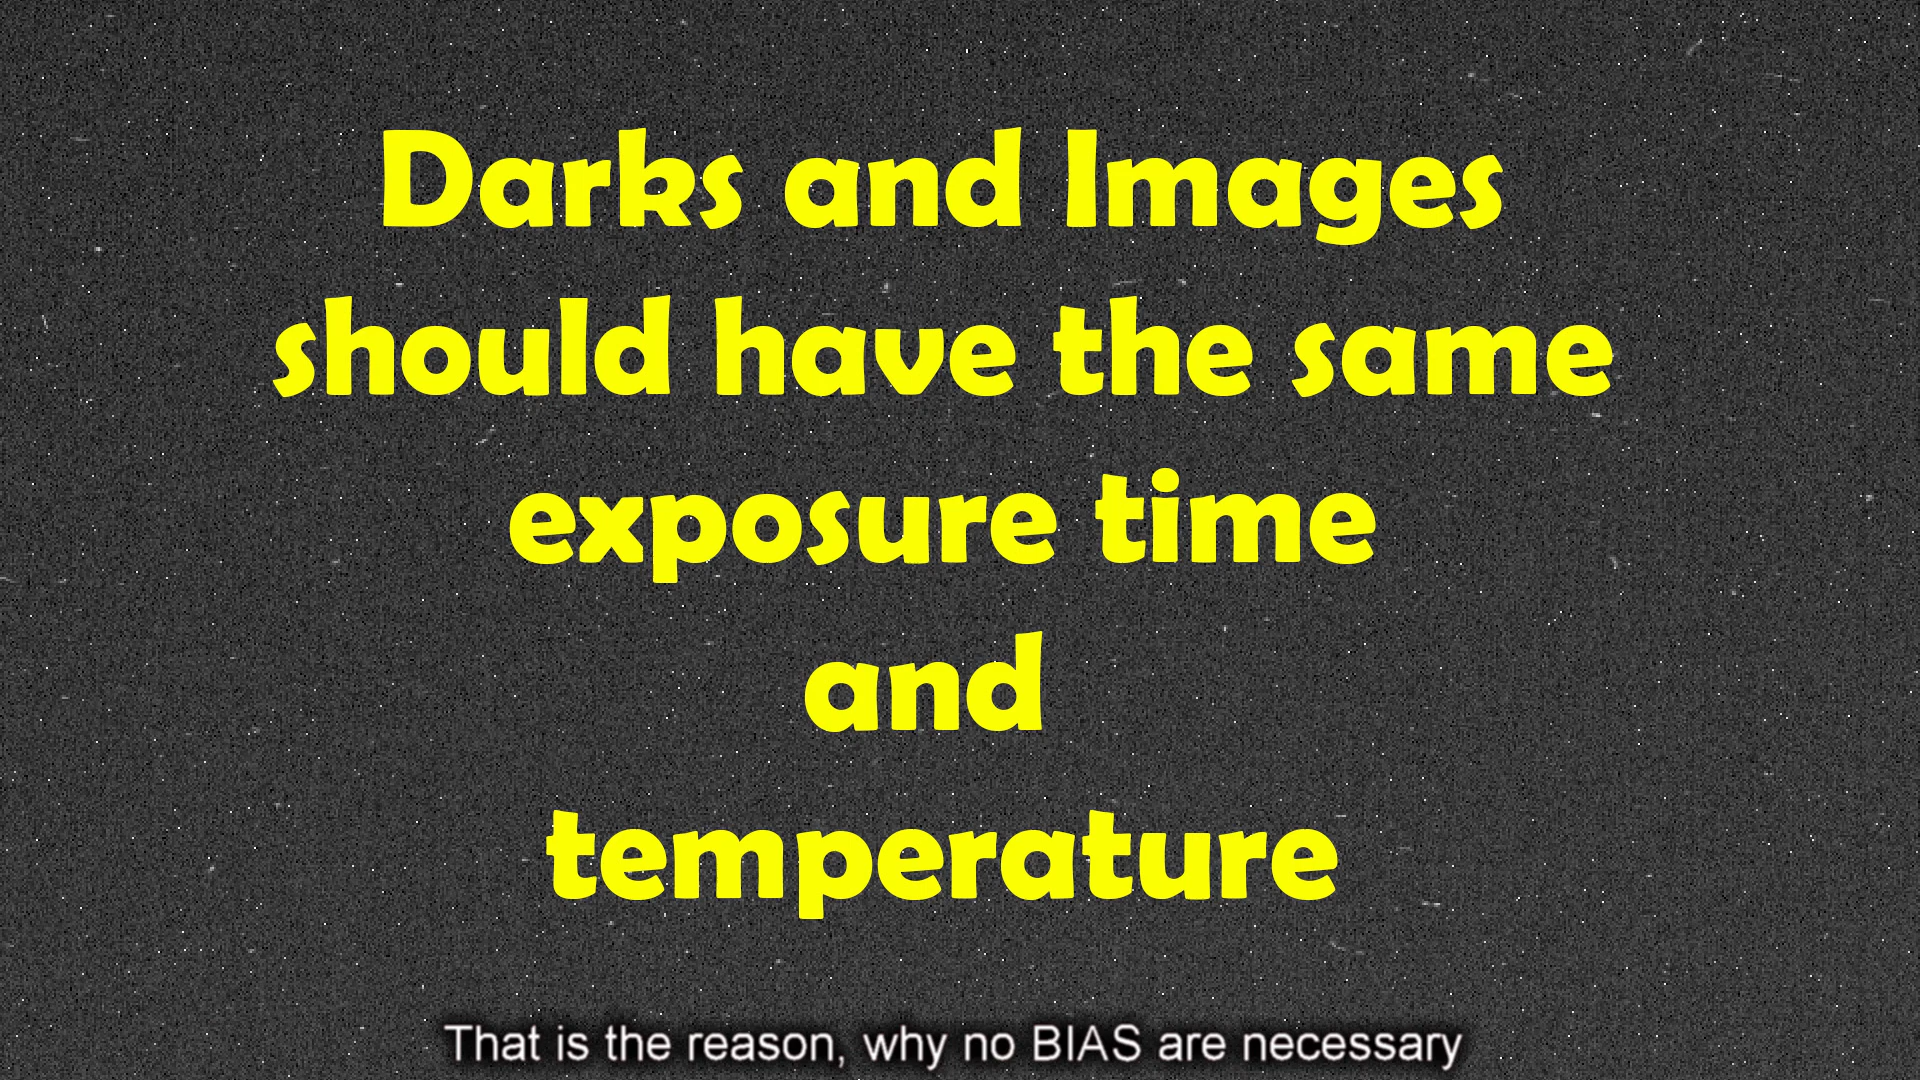 Darks and Images
should have the same
exposure time
and
temperature
That is the reason, why no BIAS are necessary